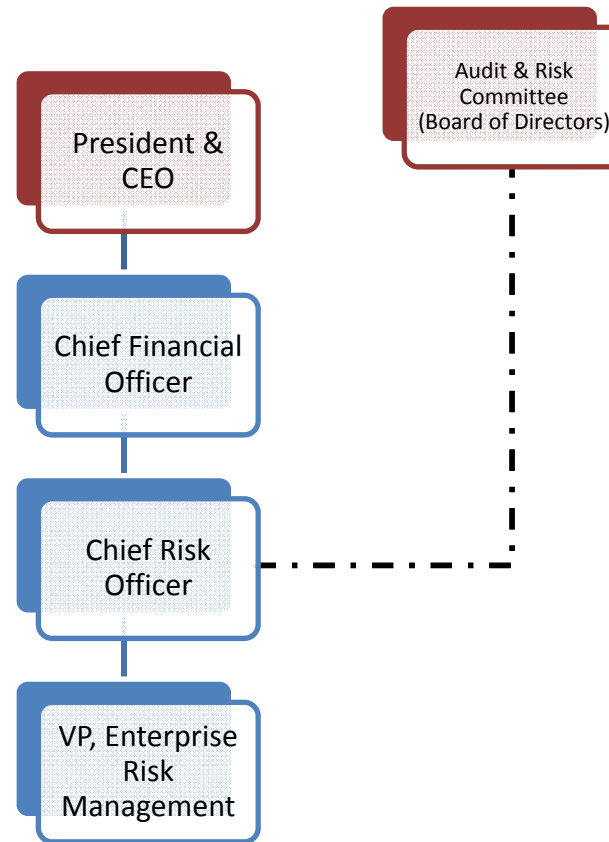 Audit & Risk
Committee
(Board of Directors)
President &
CEO
Chief Financial
Officer
Chief Risk
Officer
VP, Enterprise
Risk
Management